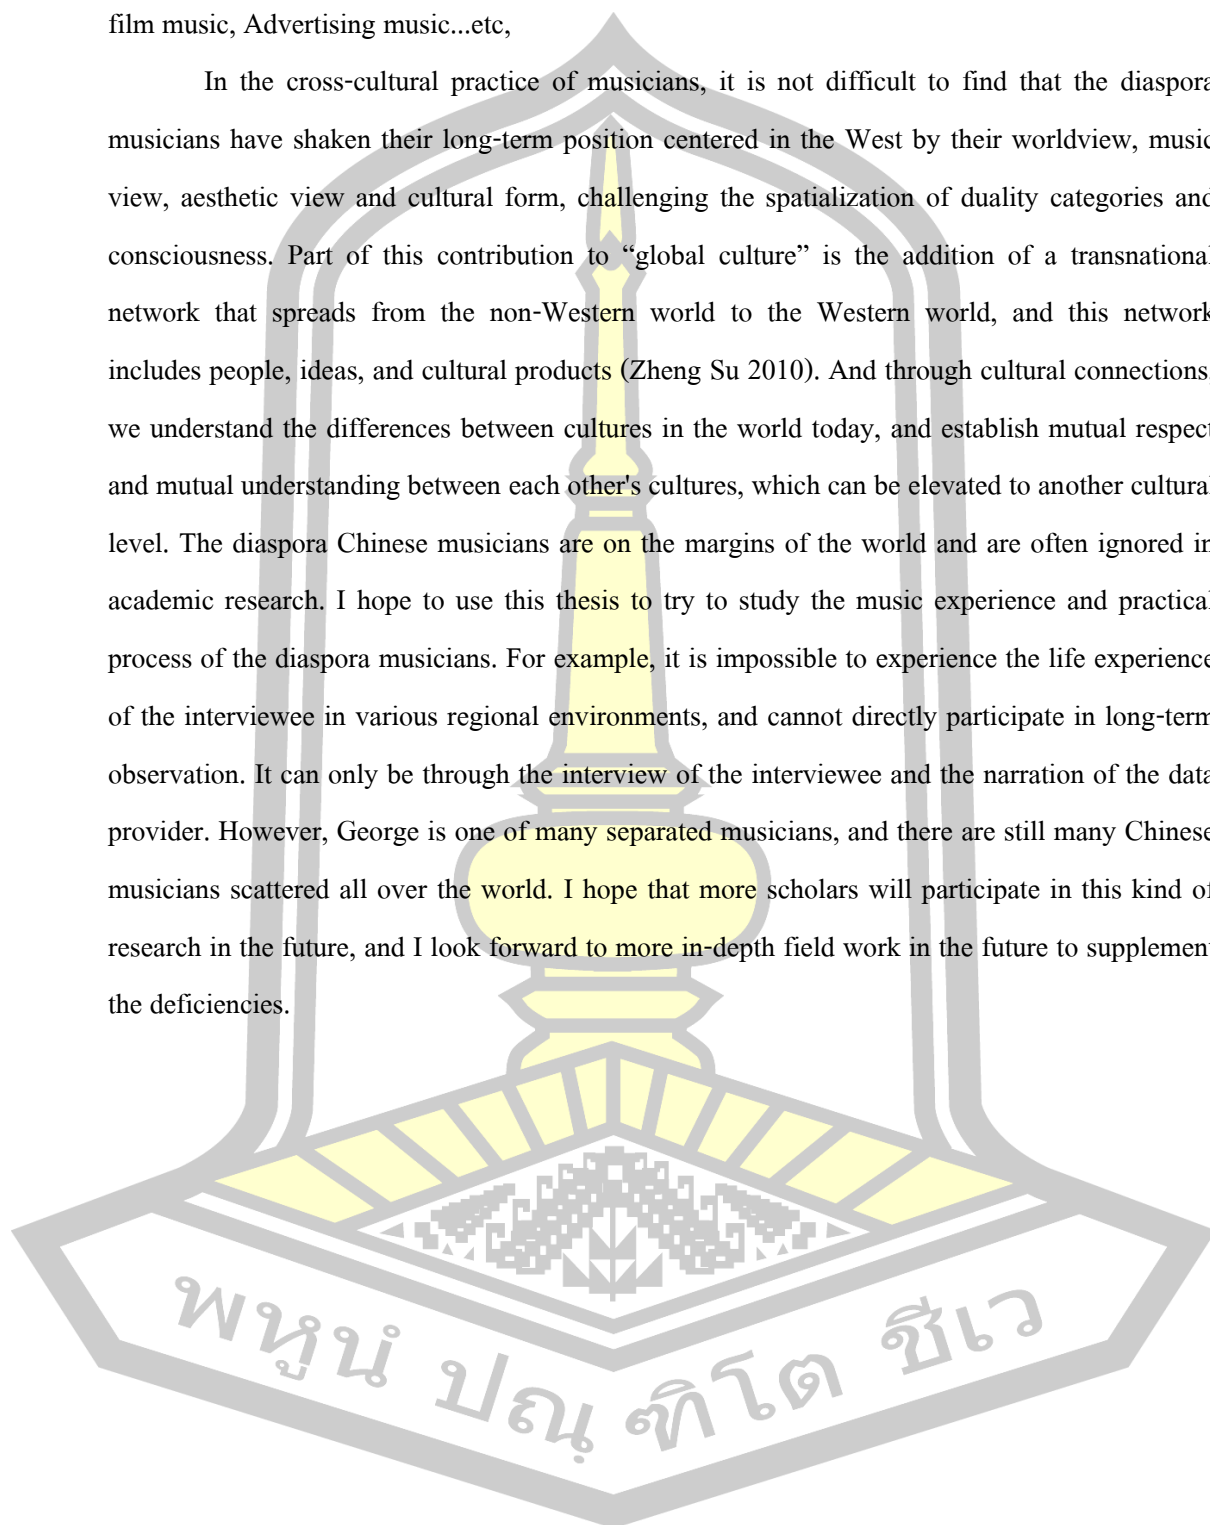 film music, Advertising music...etc,
In the cross-cultural practice of musicians, it is not difficult to find that the diaspora
musicians have shaken their long-term position centered in the West by their worldview, music
view, aesthetic view and cultural form, challenging the spatialization of duality categories and
consciousness. Part of this contribution to “global culture” is the addition of a transnational
network that spreads from the non-Western world to the Western world, and this network
includes people, ideas, and cultural products (Zheng Su 2010). And through cultural connections,
we understand the differences between cultures in the world today, and establish mutual respect
and mutual understanding between each other's cultures, which can be elevated to another cultural
level. The diaspora Chinese musicians are on the margins of the world and are often ignored in
academic research. I hope to use this thesis to try to study the music experience and practical
process of the diaspora musicians. For example, it is impossible to experience the life experience
of the interviewee in various regional environments, and cannot directly participate in long-term
observation. It can only be through the interview of the interviewee and the narration of the data
provider. However, George is one of many separated musicians, and there are still many Chinese
musicians scattered all over the world. I hope that more scholars will participate in this kind of
research in the future, and I look forward to more in-depth field work in the future to supplement
the deficiencies.
พหูนํ ปณฺฑิโต ชีเว